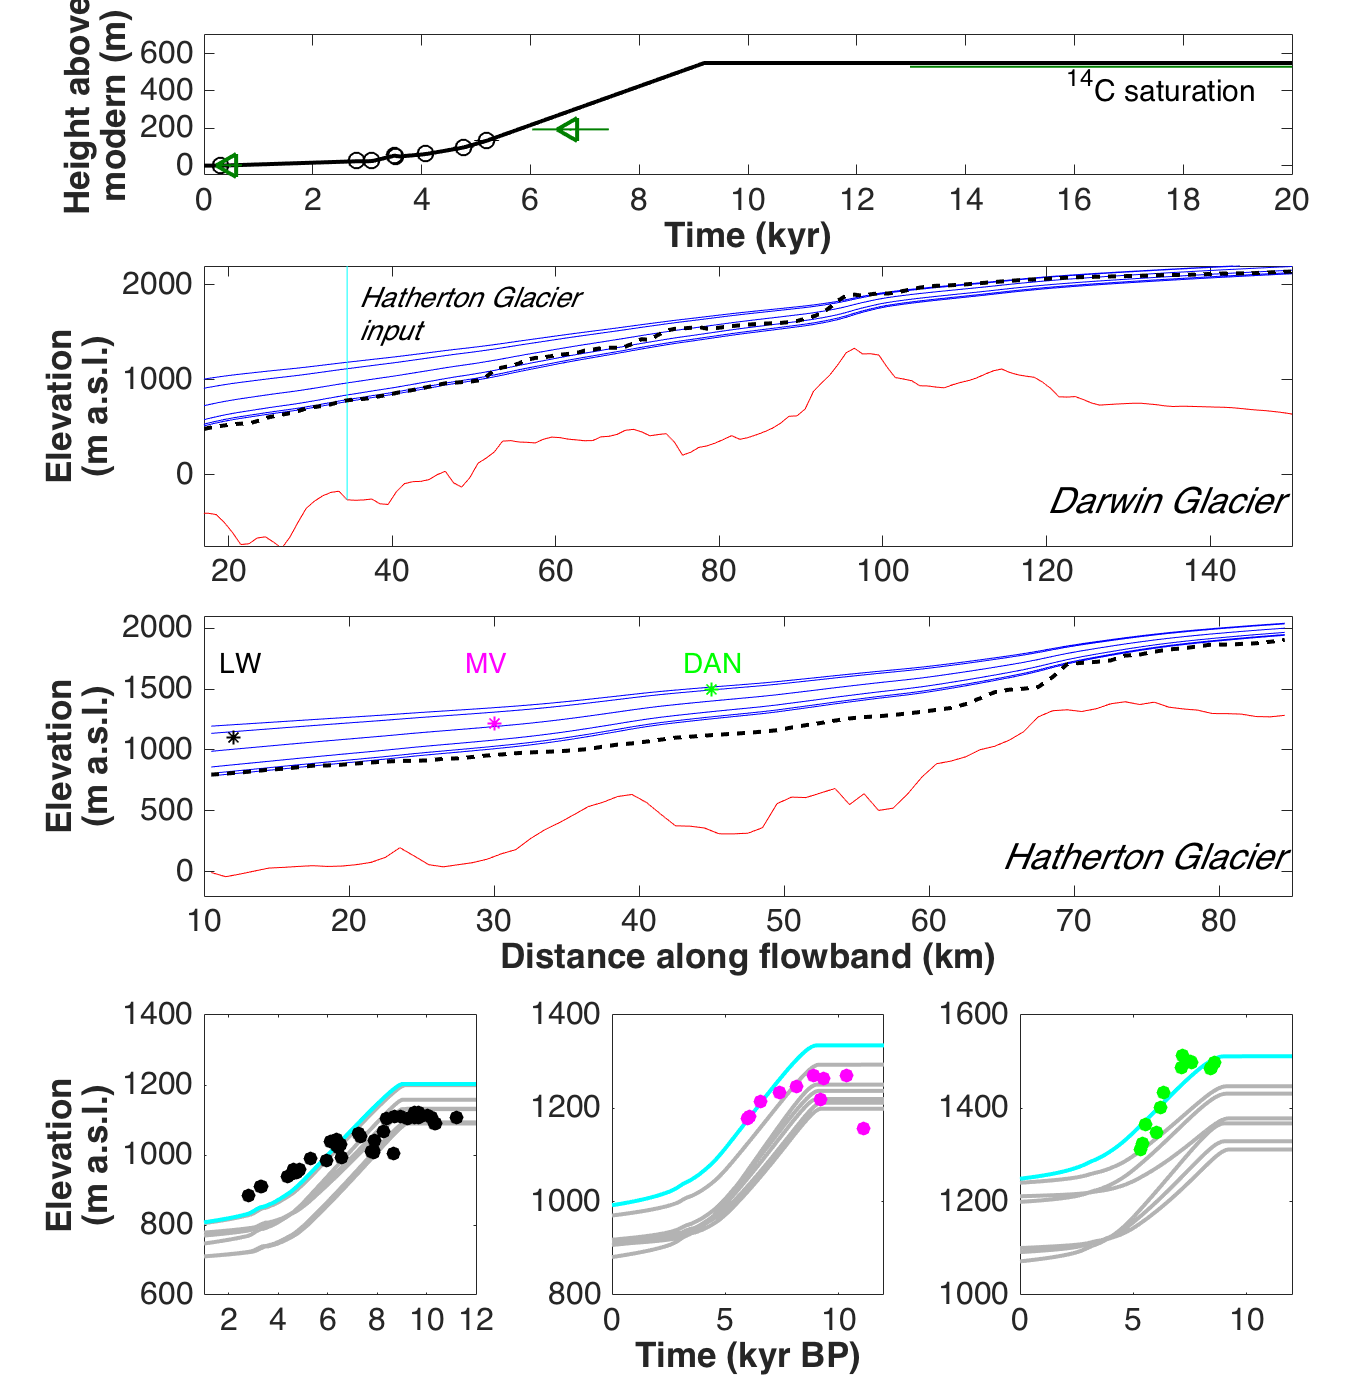 Height above
modern (m)
600
400
200
0
14C saturation
0 2 4 6 8 10 12 14 16 18 20
Time (kyr)
Elevation
(m a.s.l.)
2000
1000
0
Hatherton Glacier
input
Darwin Glacier
20 40 60 80 100 120 140
Elevation
(m a.s.l.)
2000
1500
1000
500
0
LW MV DAN
Hatherton Glacier
10 20 30 40 50 60 70 80
Distance along flowband (km)
Elevation
(m a.s.l.)
1400
1200
1000
800
600
2 4 6 8 10 12
1400
1200
1000
800
0 5 10
1600
1400
1200
1000
0 5 10
Time (kyr BP)